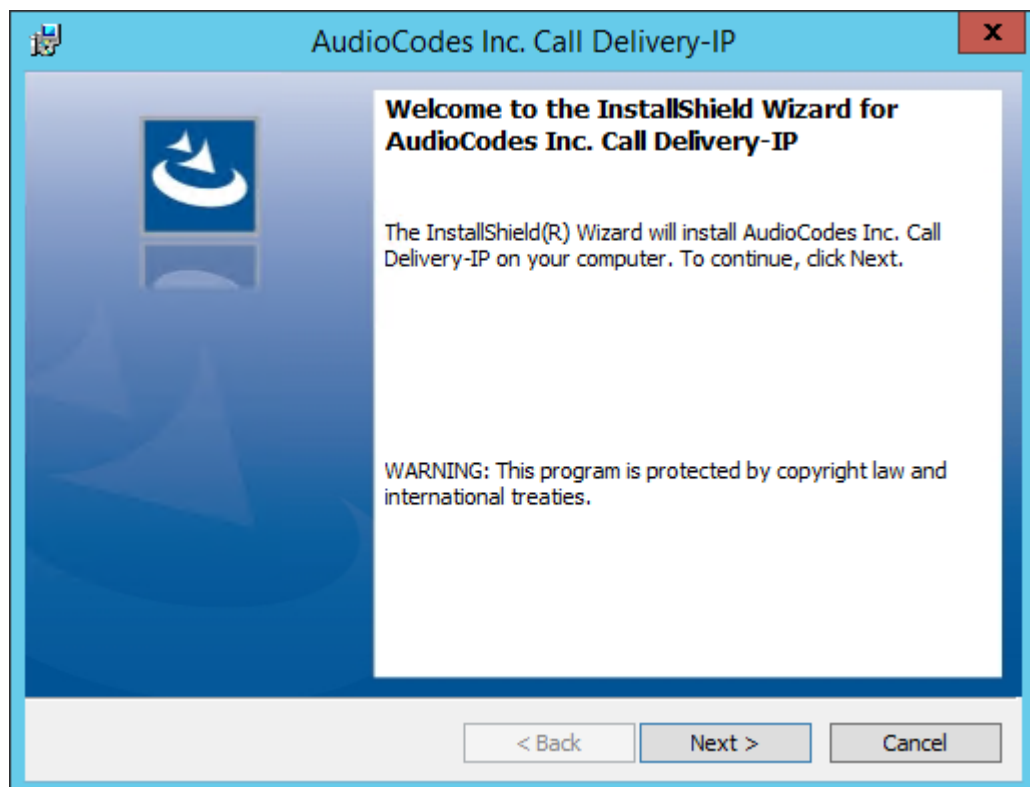 AudioCodes Inc. Call Delivery-IP
x
Welcome to the InstallShield Wizard for
AudioCodes Inc. Call Delivery-IP
The InstallShield(R) Wizard will install AudioCodes Inc. Call
Delivery-IP on your computer. To continue, click Next.
WARNING: This program is protected by copyright law and
international treaties.
< Back
Next >
Cancel